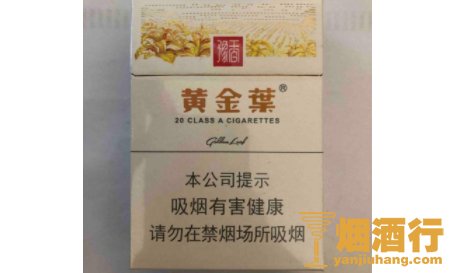 豫香
黄金葉®
20 CLASS A CIGARETTES
Golden Leaf
本公司提示
吸烟有害健康
请勿在禁烟场所吸烟
烟酒行
yanjiuhang.com